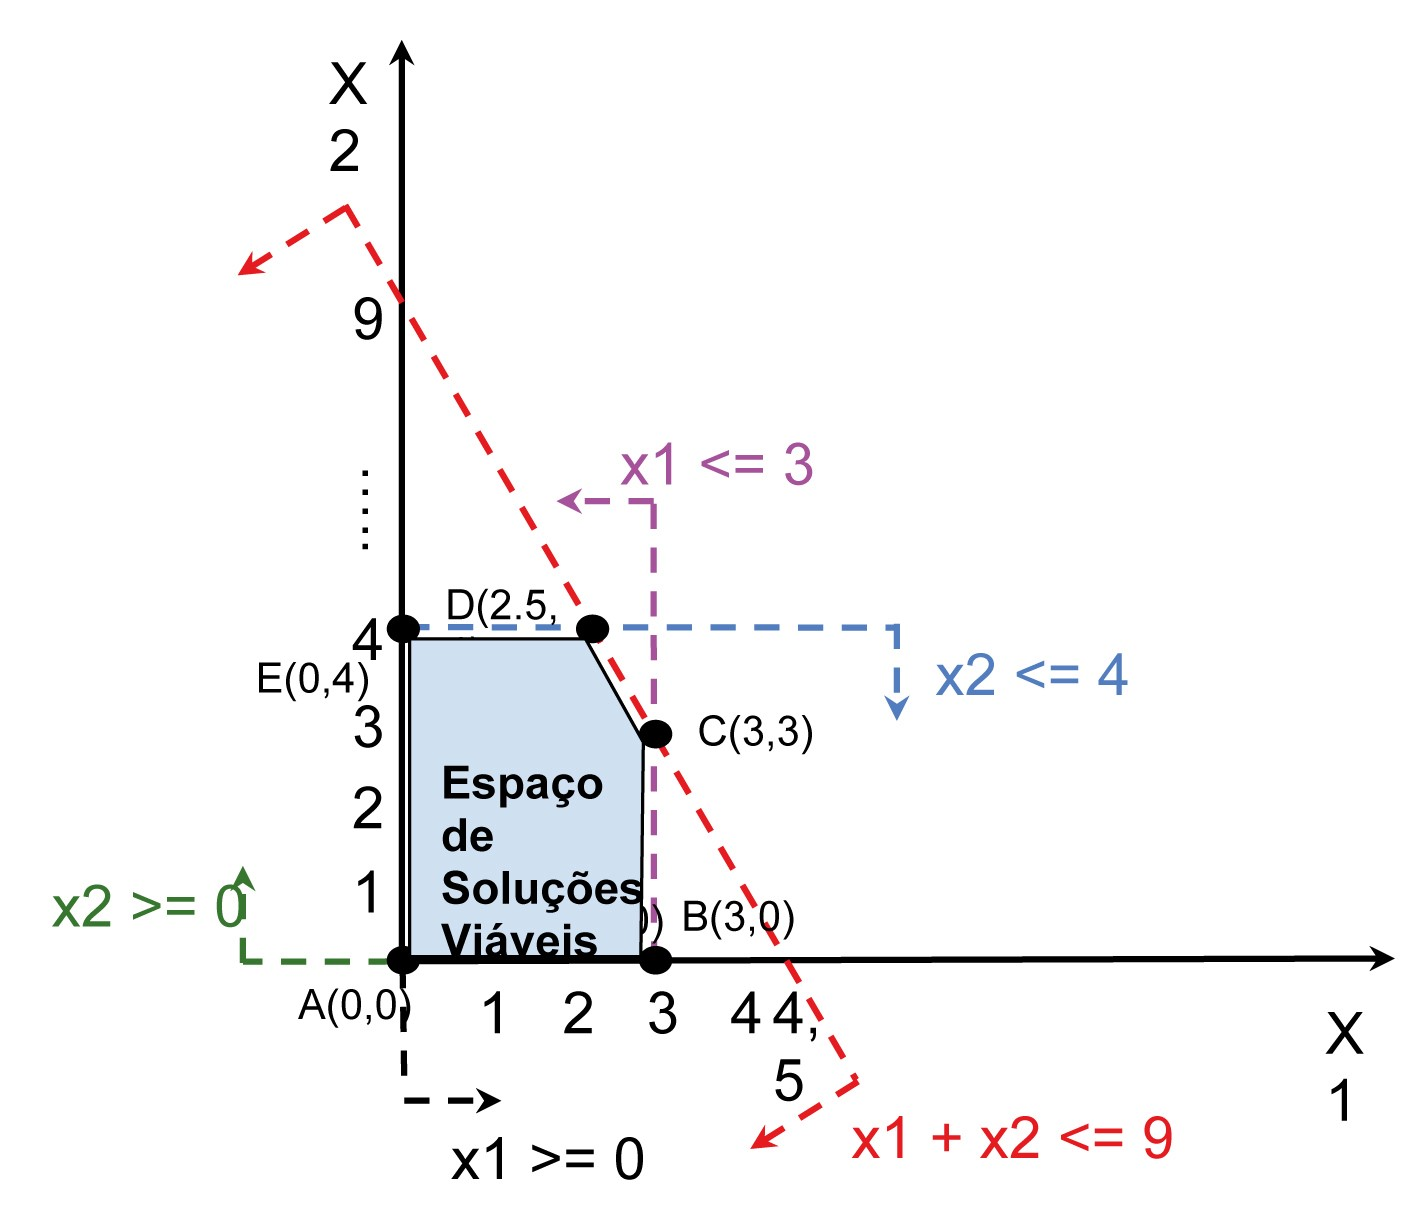 X
2
9
.....
x1 <= 3
D(2.5,
4
E(0,4)
x2 <= 4
3
C(3,3)
Espaço
2
de
Soluções
1
x2 >= 0
B(3,0)
)
Viáveis
A(0,0)
1
2
3
4
4,
5
X
1
x1 + x2 <= 9
x1 >= 0